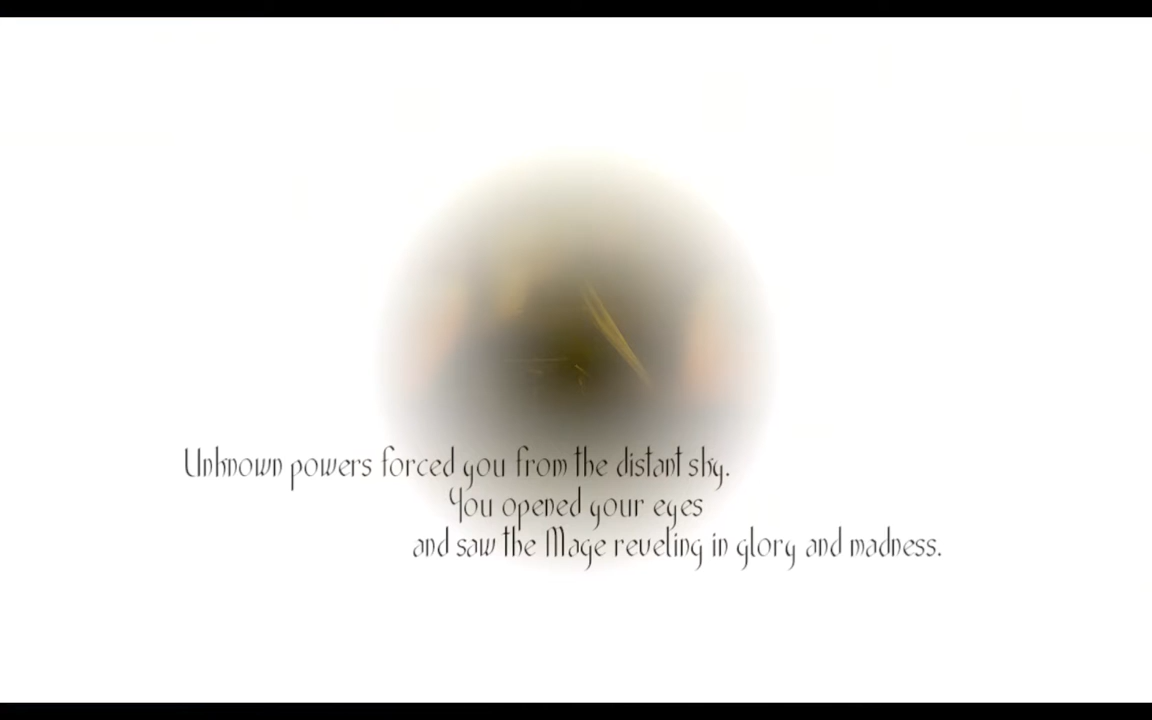 Unknown powers forced you from the distant sky.
You opened your eyes
and saw the Mage reveling in glory and madness.